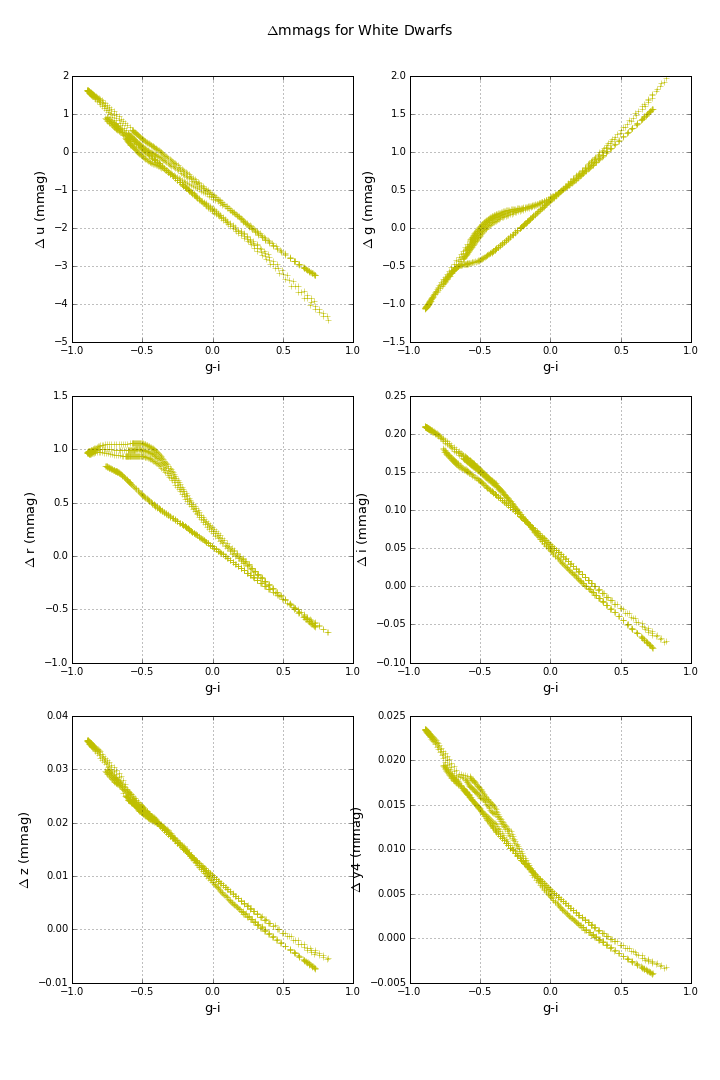 Δmmags for White Dwarfs
2
1
0
−1
−2
−3
−4
−5
Δ u (mmag)
−1.0 −0.5 0.0 0.5 1.0
g-i
2.0
1.5
1.0
0.5
0.0
−0.5
−1.0
−1.5
Δ g (mmag)
−1.0 −0.5 0.0 0.5 1.0
g-i
1.5
1.0
0.5
0.0
−0.5
−1.0
Δ r (mmag)
−1.0 −0.5 0.0 0.5 1.0
g-i
0.25
0.20
0.15
0.10
0.05
0.00
−0.05
−0.10
Δ i (mmag)
−1.0 −0.5 0.0 0.5 1.0
g-i
0.04
0.03
0.02
0.01
0.00
−0.01
Δ z (mmag)
−1.0 −0.5 0.0 0.5 1.0
g-i
0.025
0.020
0.015
0.010
0.005
0.000
−0.005
Δ y4 (mmag)
−1.0 −0.5 0.0 0.5 1.0
g-i